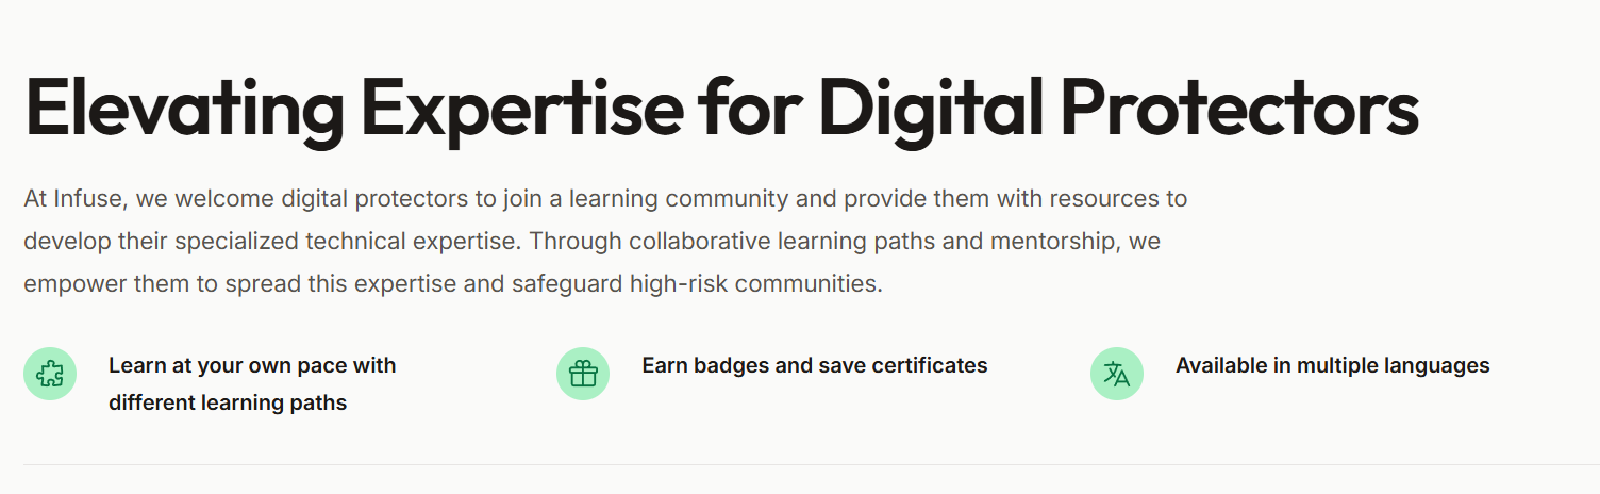 Elevating Expertise for Digital Protectors
At Infuse, we welcome digital protectors to join a learning community and provide them with resources to
develop their specialized technical expertise. Through collaborative learning paths and mentorship, we
empower them to spread this expertise and safeguard high-risk communities.
Learn at your own pace with
different learning paths
Earn badges and save certificates
Available in multiple languages